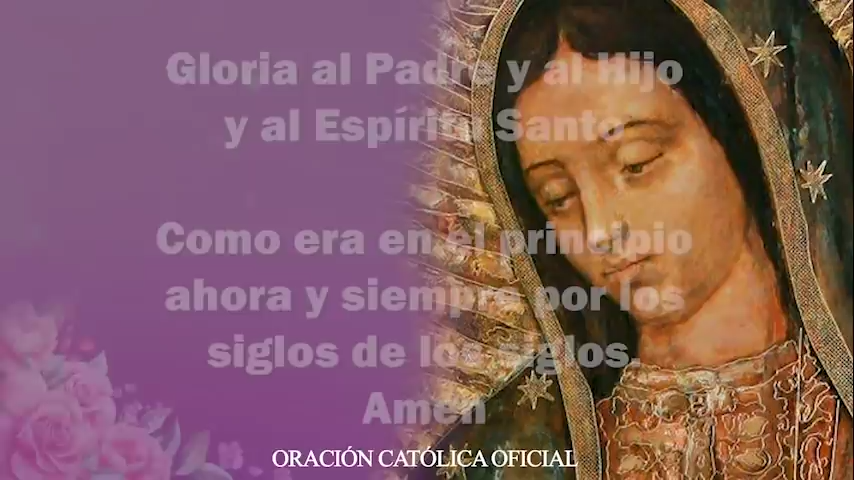 Gloria al Padre y al Hijo
y al Espíritu Santo
Como era en el principio
ahora y siempre por los
siglos de los siglos.
Amén
ORACIÓN CATÓLICA OFICIAL